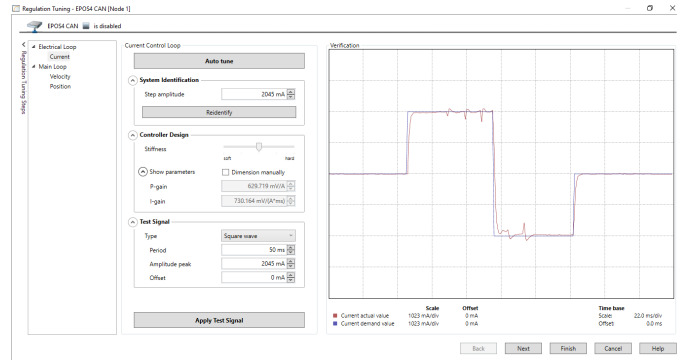 Regulation Tuning - EPOS4 CAN [Node 1]
EPOS4 CAN is disabled
Regulation Tuning Steps
Electrical Loop
Current
Main Loop
Velocity
Position
Current Control Loop
Auto tune
System Identification
Step amplitude 2045 mA
Reidentify
Controller Design
Stiffness
soft hard
Show parameters Dimension manually
P-gain 629.719 mV/A
I-gain 730.164 mV/(A*ms)
Test Signal
Type Square wave
Period 50 ms
Amplitude peak 2045 mA
Offset 0 mA
Apply Test Signal
Verification
Scale Offset Time base
Current actual value 1023 mA/div 0 mA Scale: 22.0 ms/div
Current demand value 1023 mA/div 0 mA Offset: 0.0 ms
Back Next Finish Cancel Help